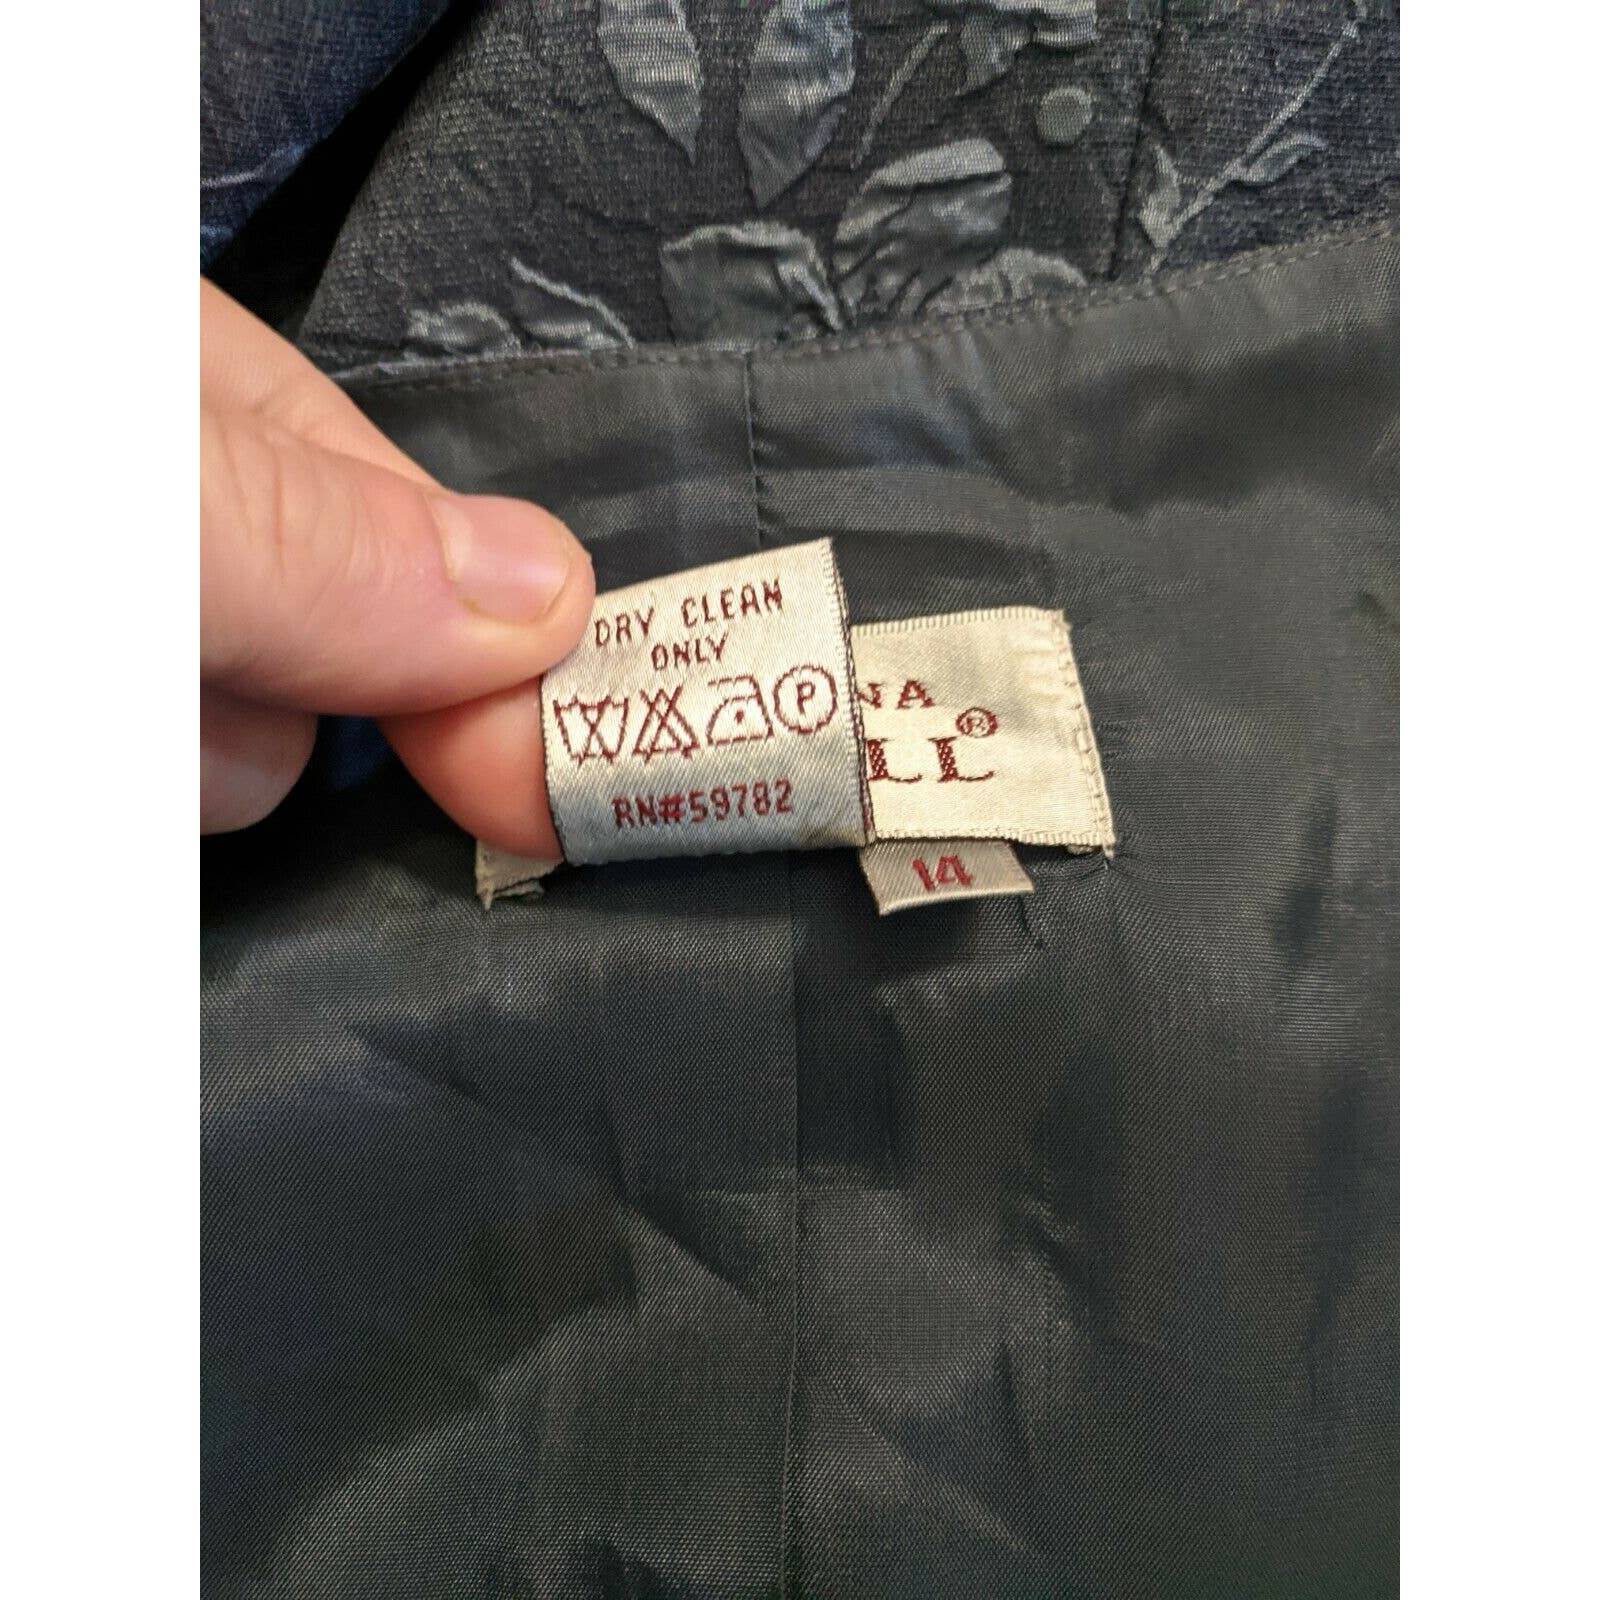 DRY CLEAN
ONLY
P
RN#59782
NA
LL®
14